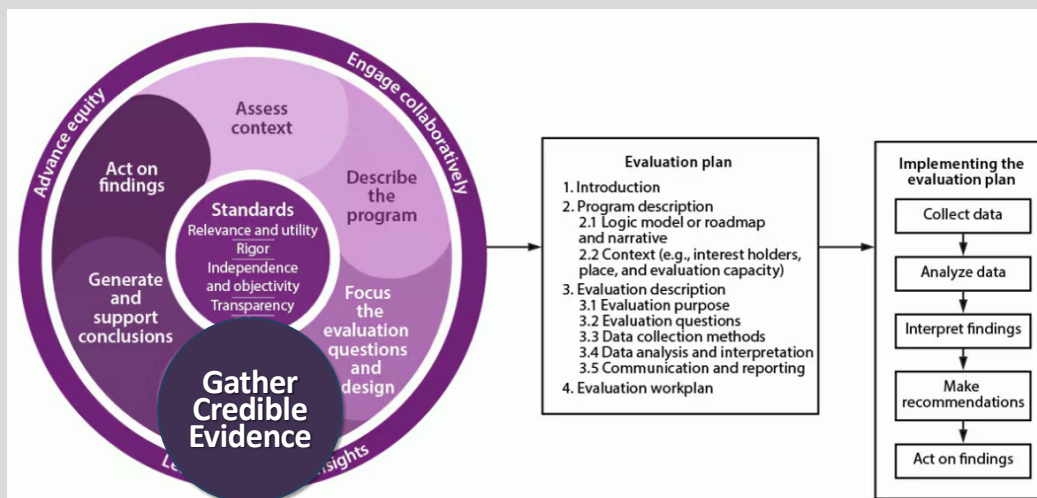 Advance equity
Engage collaboratively
Assess
context
Describe
the
program
Focus
the
evaluation
questions
and
design
Gather
Credible
Evidence
Generate
and
support
conclusions
Act on
findings
Standards
Relevance and utility
Rigor
Independence
and objectivity
Transparency
Evaluation plan
1. Introduction
2. Program description
2.1 Logic model or roadmap
and narrative
2.2 Context (e.g., interest holders,
place, and evaluation capacity)
3. Evaluation description
3.1 Evaluation purpose
3.2 Evaluation questions
3.3 Data collection methods
3.4 Data analysis and interpretation
3.5 Communication and reporting
4. Evaluation workplan
Implementing the
evaluation plan
Collect data
Analyze data
Interpret findings
Make
recommendations
Act on findings